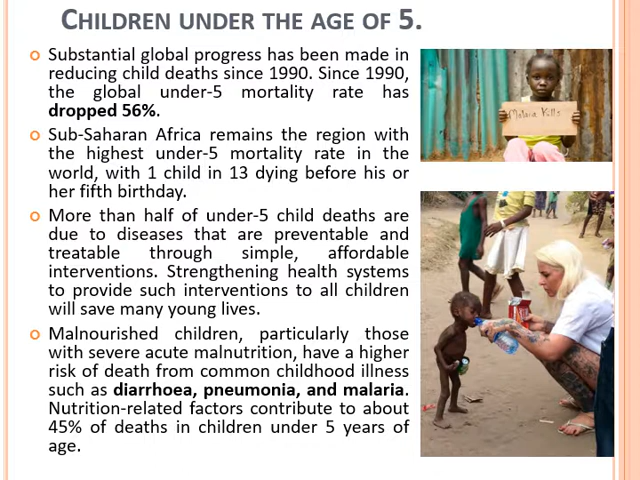 CHILDREN UNDER THE AGE OF 5.
Substantial global progress has been made in
reducing child deaths since 1990. Since 1990,
the global under-5 mortality rate has
dropped 56%.
Sub-Saharan Africa remains the region with
the highest under-5 mortality rate in the
world, with 1 child in 13 dying before his or
her fifth birthday.
More than half of under-5 child deaths are
due to diseases that are preventable and
treatable through simple, affordable
interventions. Strengthening health systems
to provide such interventions to all children
will save many young lives.
Malnourished children, particularly those
with severe acute malnutrition, have a higher
risk of death from common childhood illness
such as diarrhoea, pneumonia, and malaria.
Nutrition-related factors contribute to about
45% of deaths in children under 5 years of
age.
Malaria Kills